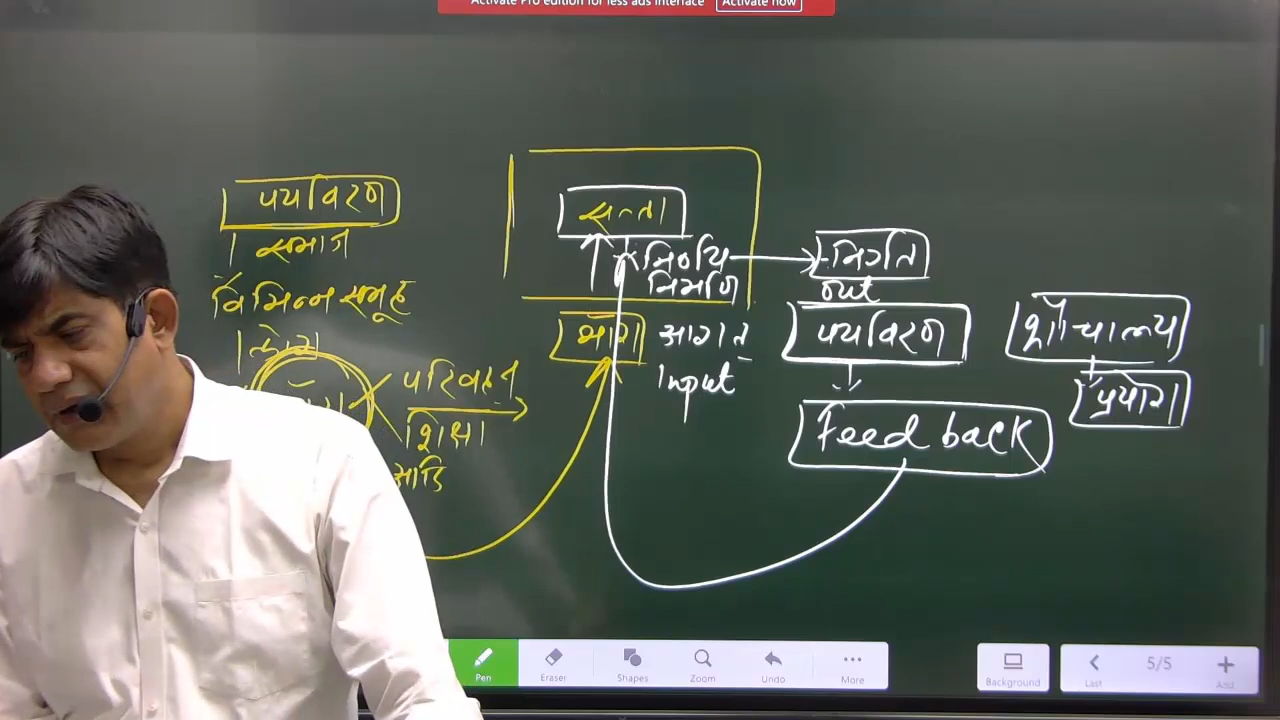 Activate Pro edition for less ads interface Activate now
पर्यावरण
समाज
विभिन्न समूह
परिवहन
शिक्षा
आदि
सत्ता
निर्णय
निर्माण
मांग
आगत
Input
निर्गत
out
पर्यावरण
Feed back
शौचालय
प्रयोग
Pen
Eraser
Shapes
Zoom
Undo
More
Background
Last
5/5
Add